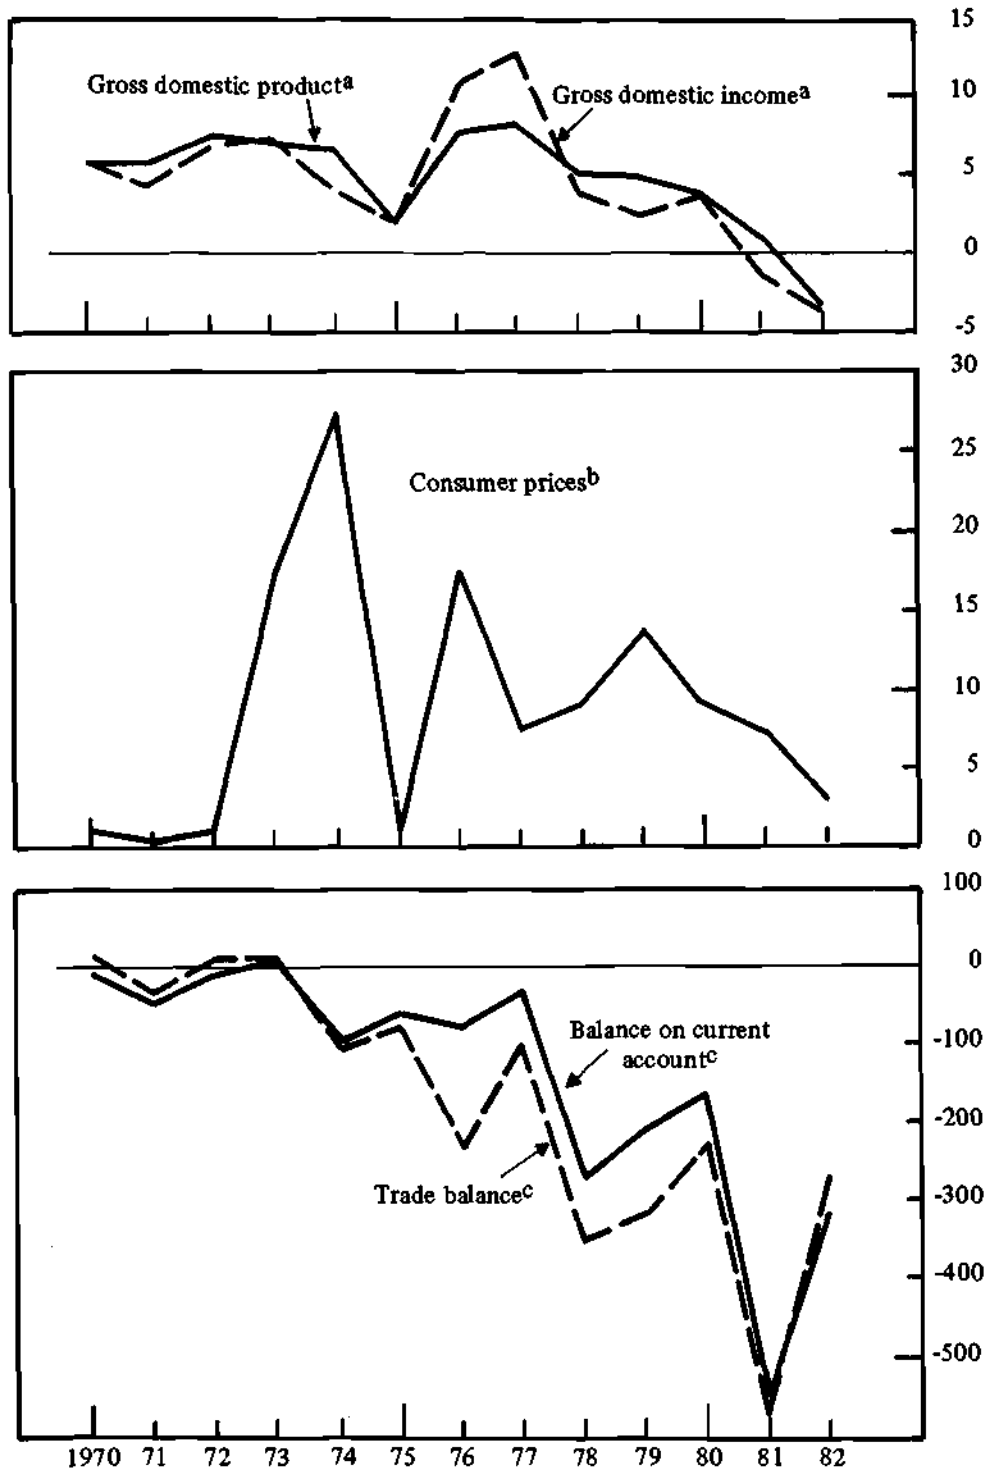 15
Gross domestic productᵃ
Gross domestic incomeᵃ
10
5
0
-5
30
25
Consumer pricesᵇ
20
15
10
5
0
100
0
Balance on current
accountᶜ
-100
-200
Trade balanceᶜ
-300
-400
-500
1970 71 72 73 74 75 76 77 78 79 80 81 82